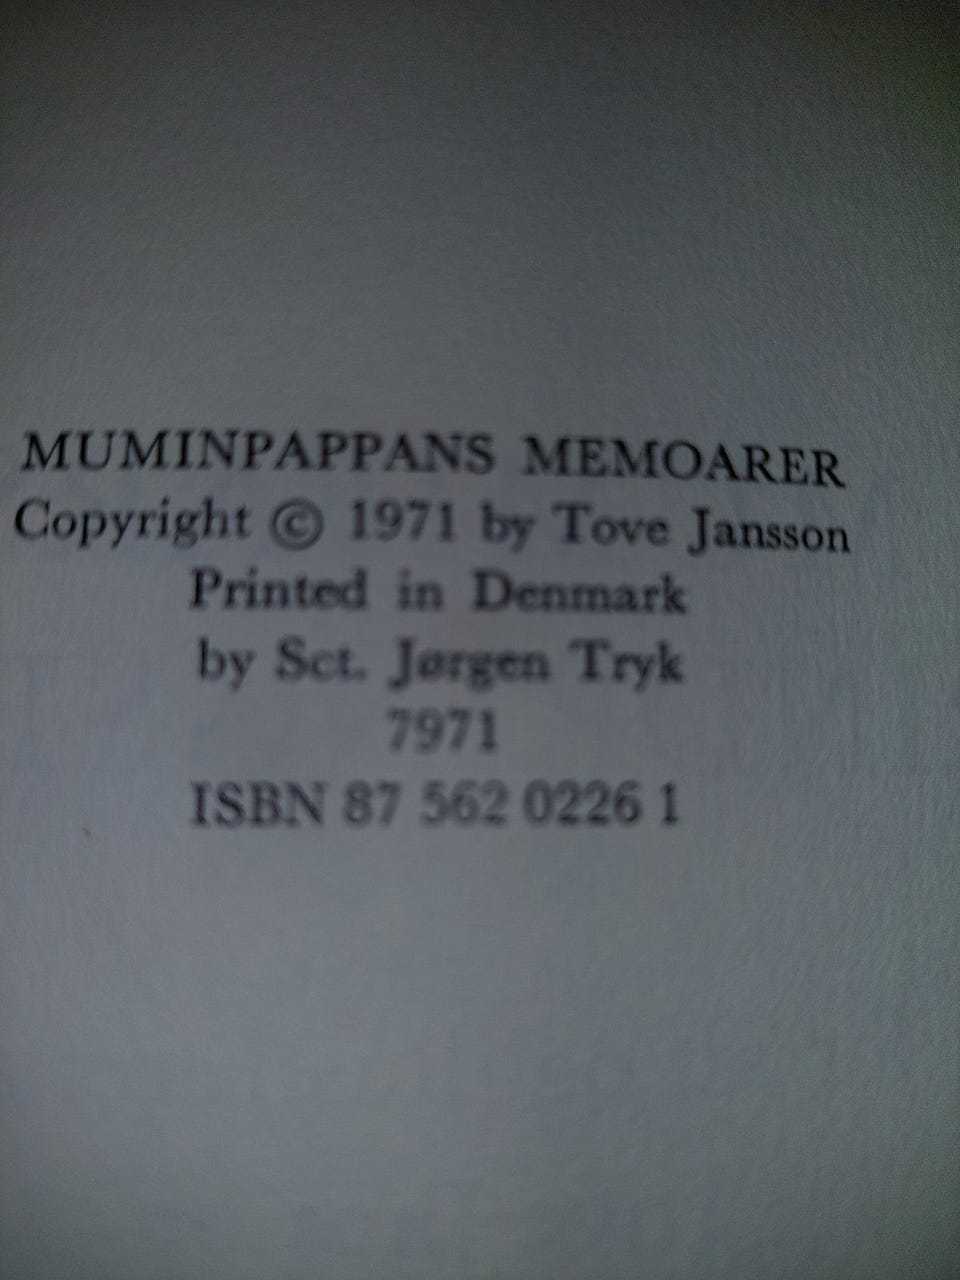 MUMINPAPPANS MEMOARER
Copyright © 1971 by Tove Jansson
Printed in Denmark
by Sct. Jørgen Tryk
7971
ISBN 87 562 0226 1